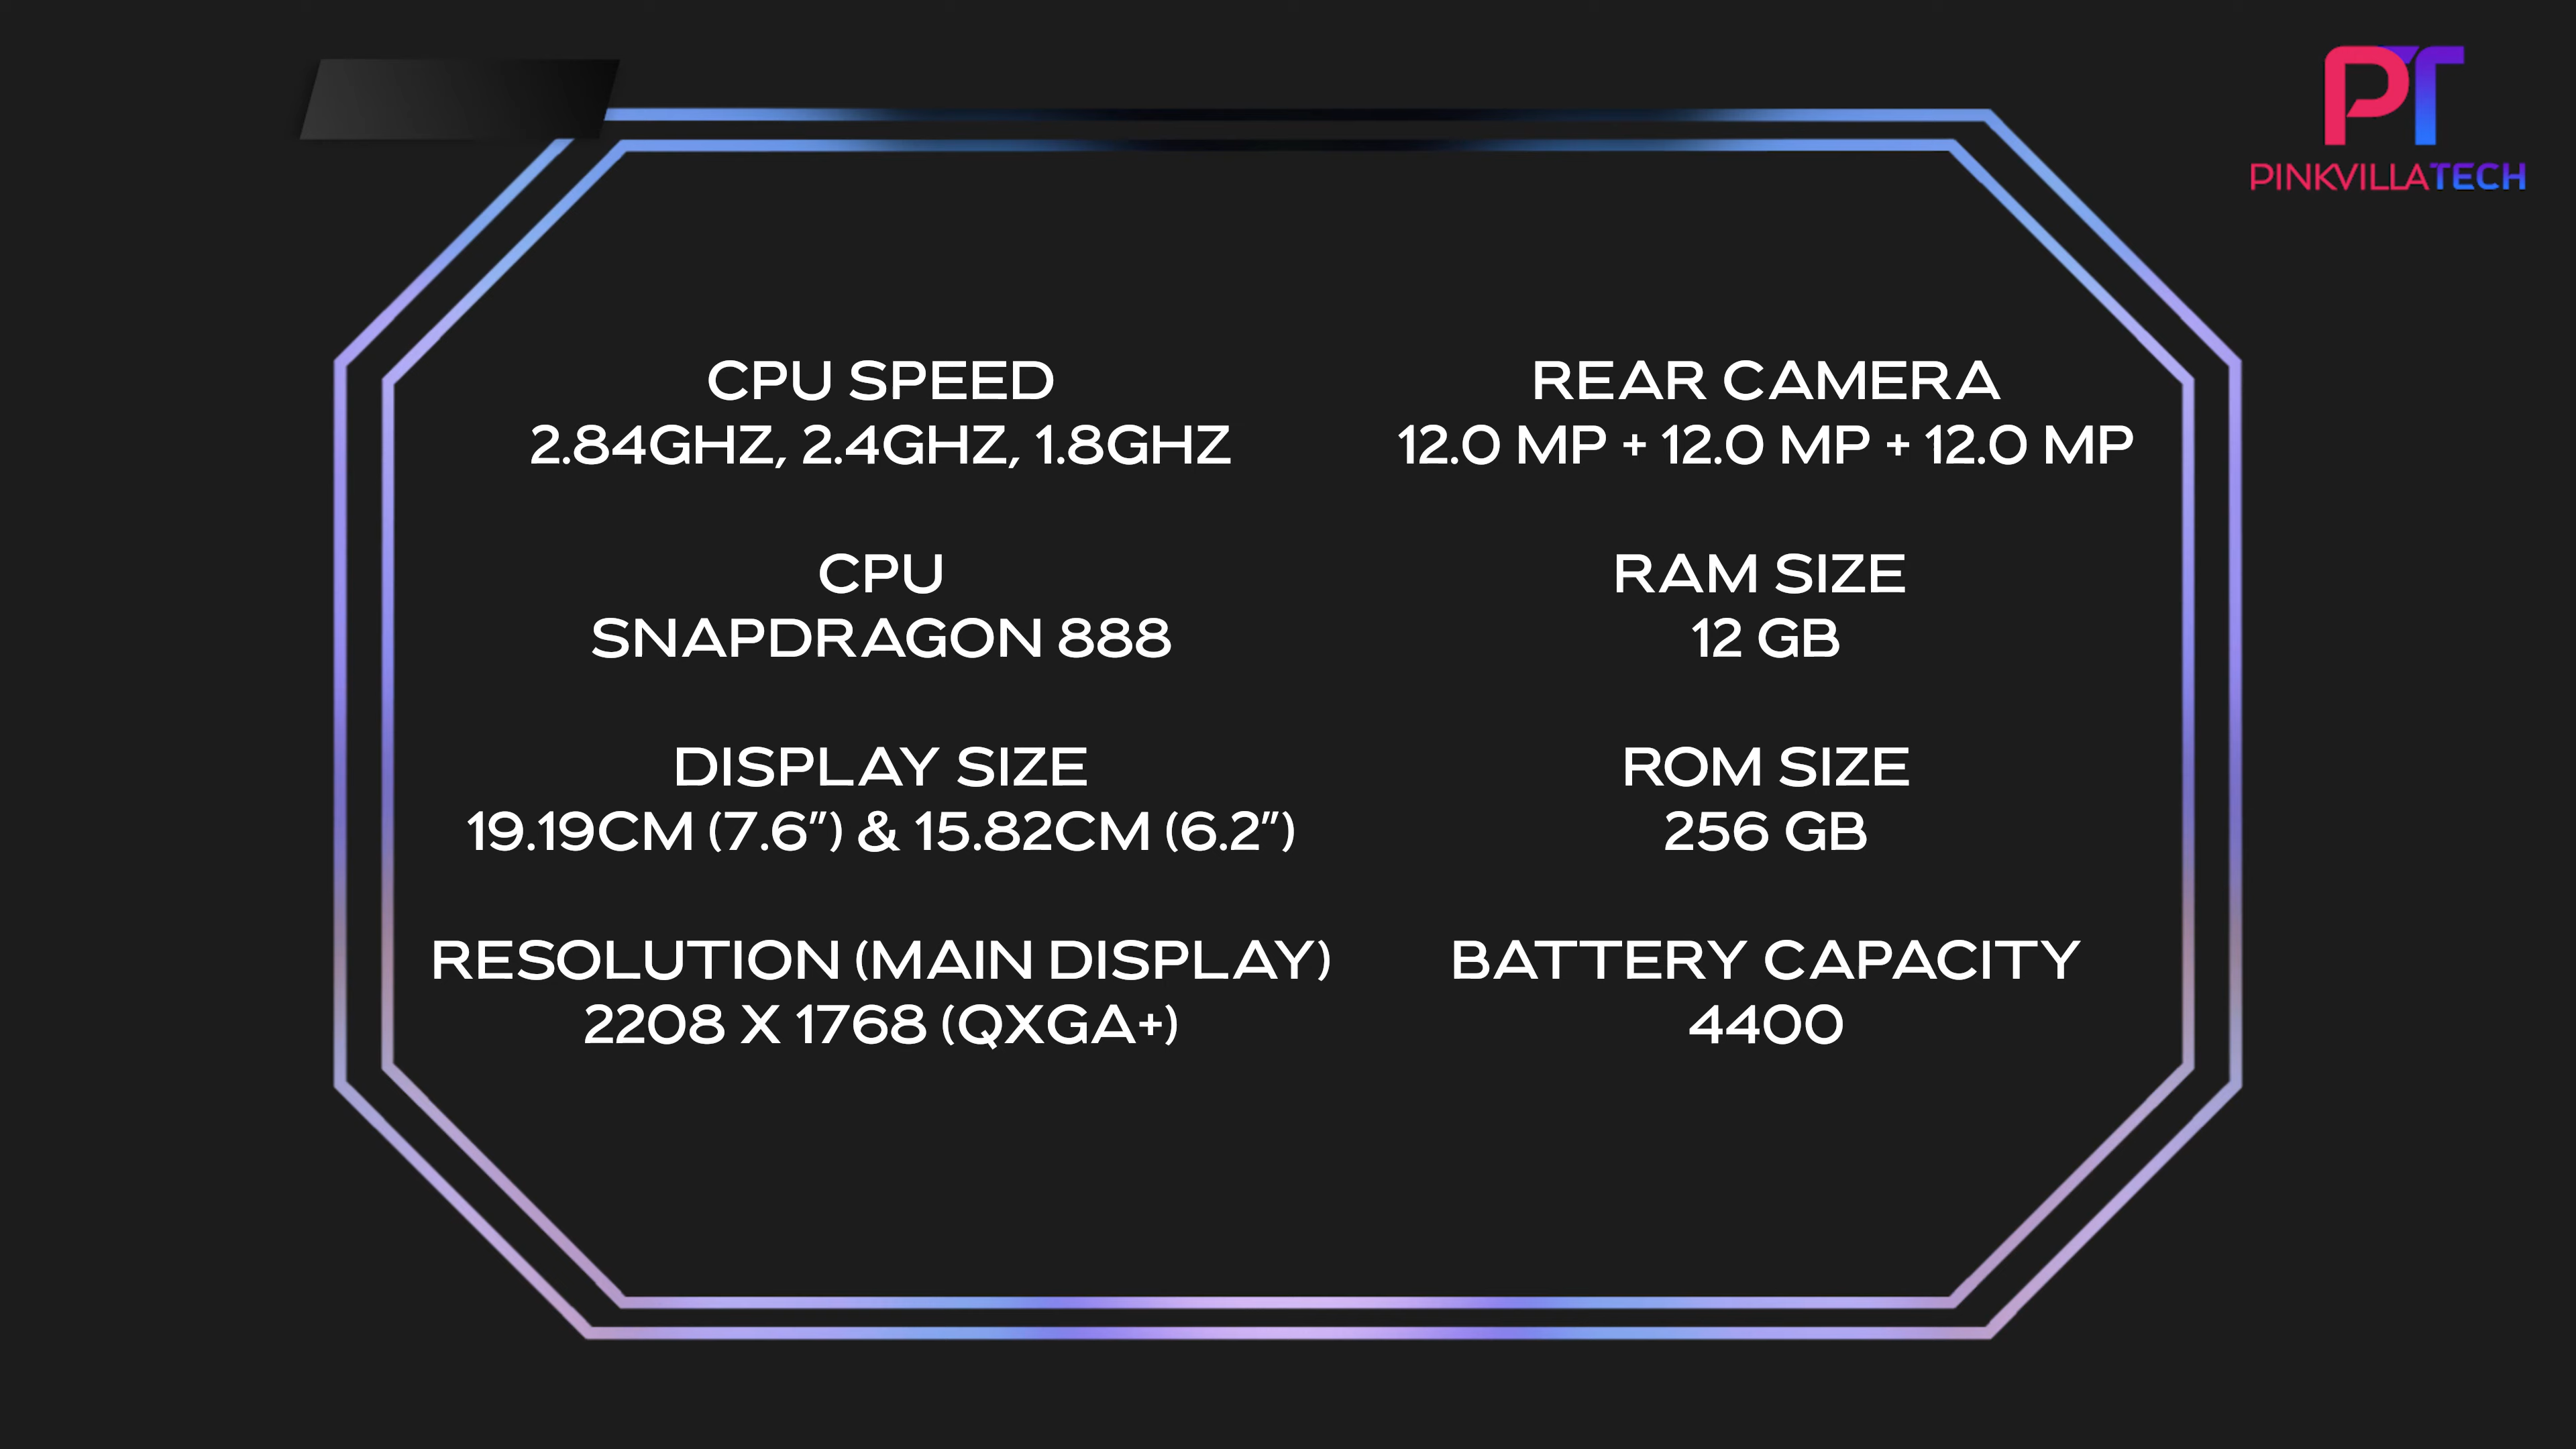 PT
PINKVILLATECH
CPU SPEED
2.84GHZ, 2.4GHZ, 1.8GHZ
CPU
SNAPDRAGON 888
DISPLAY SIZE
19.19CM (7.6") & 15.82CM (6.2")
RESOLUTION (MAIN DISPLAY)
2208 X 1768 (QXGA+)
REAR CAMERA
12.0 MP + 12.0 MP + 12.0 MP
RAM SIZE
12 GB
ROM SIZE
256 GB
BATTERY CAPACITY
4400